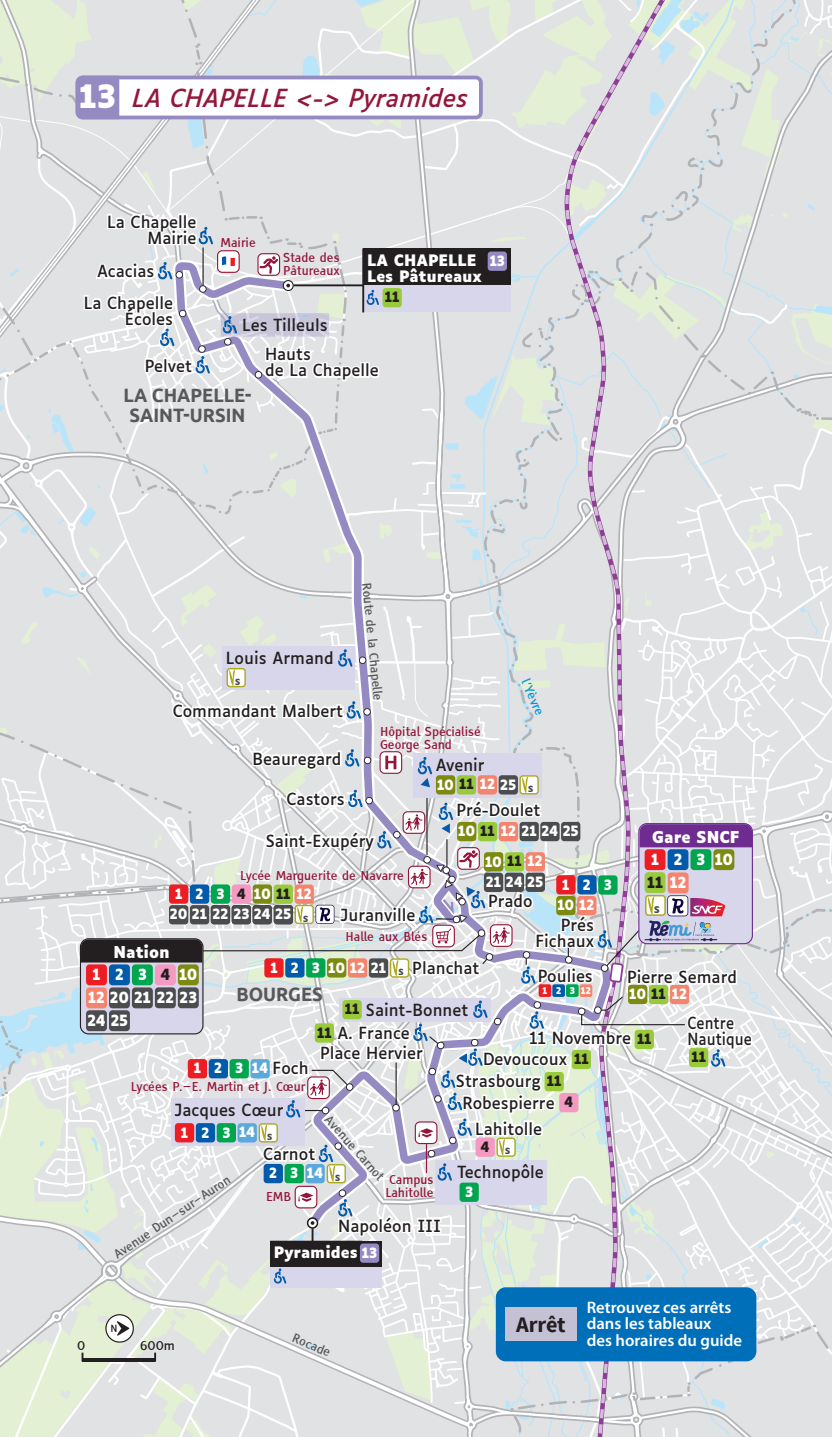 13 LA CHAPELLE <-> Pyramides
La Chapelle
Mairie
Mairie
Stade des
Pâtureaux
LA CHAPELLE 13
Les Pâtureaux
11
Acacias
La Chapelle
Écoles
Les Tilleuls
Pelvet
Hauts
de La Chapelle
LA CHAPELLE-
SAINT-URSIN
Route de la Chapelle
Louis Armand
Vs
l'Yèvre
Commandant Malbert
Hôpital Spécialisé
George Sand
H
Beauregard
Avenir
10 11 12 25 Vs
Castors
Pré-Doulet
10 11 12 21 24 25
Saint-Exupéry
Gare SNCF
1 2 3 10
11 12
Vs R SNCF
Rémi
10 11 12
21 24 25
Prado
Lycée Marguerite de Navarre
1 2 3 4 10 11 12
20 21 22 23 24 25 Vs R Juranville
1 2 3
10 12
Prés
Fichaux
Halle aux Blés
Nation
1 2 3 4 10
12 20 21 22 23
24 25
1 2 3 10 12 21 Vs Planchat
BOURGES
Poulies
1 2 3 12
Pierre Semard
10 11 12
11 Saint-Bonnet
11 Novembre 11
Centre
Nautique
11
11 A. France
Place Hervier
Devoucoux 11
1 2 3 14 Foch
Lycées P.-E. Martin et J. Cœur
Strasbourg 11
Robespierre 4
Jacques Cœur
1 2 3 14 Vs
Lahitolle
4 Vs
Avenue Carnot
Carnot
2 3 14 Vs
Campus
Lahitolle
Technopôle
3
EMB
Napoléon III
Avenue Dun-sur-Auron
Pyramides 13
N
0 600m
Rocade
Arrêt
Retrouvez ces arrêts
dans les tableaux
des horaires du guide